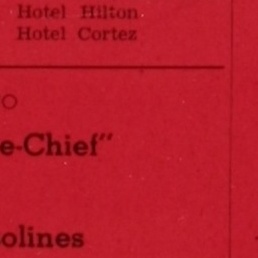 Hotel Hilton
Hotel Cortez
O
e-Chief"
olines